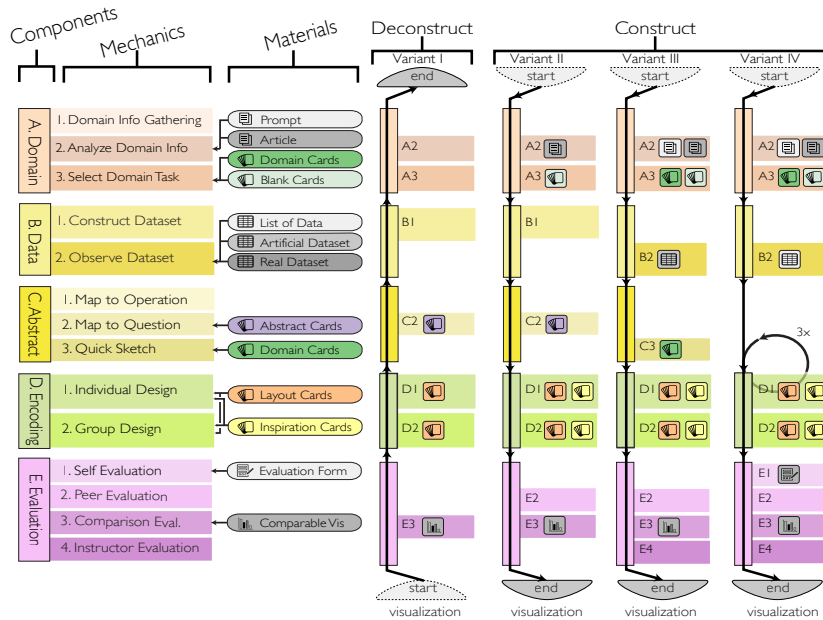 Components
Mechanics
Materials
Deconstruct
Construct
Variant I
Variant II
Variant III
Variant IV
end
start
start
start
A. Domain
1. Domain Info Gathering
2. Analyze Domain Info
3. Select Domain Task
Prompt
Article
Domain Cards
Blank Cards
A2
A2
A2
A2
A3
A3
A3
A3
B. Data
1. Construct Dataset
2. Observe Dataset
List of Data
Artificial Dataset
Real Dataset
B1
B1
B2
B2
C. Abstract
1. Map to Operation
2. Map to Question
3. Quick Sketch
Abstract Cards
Domain Cards
C2
C2
C3
3x
D. Encoding
1. Individual Design
2. Group Design
Layout Cards
Inspiration Cards
D1
D1
D1
D1
D2
D2
D2
D2
E. Evaluation
1. Self Evaluation
2. Peer Evaluation
3. Comparison Eval.
4. Instructor Evaluation
Evaluation Form
Comparable Vis
E1
E2
E2
E2
E3
E3
E3
E3
E4
E4
start
end
end
end
visualization
visualization
visualization
visualization